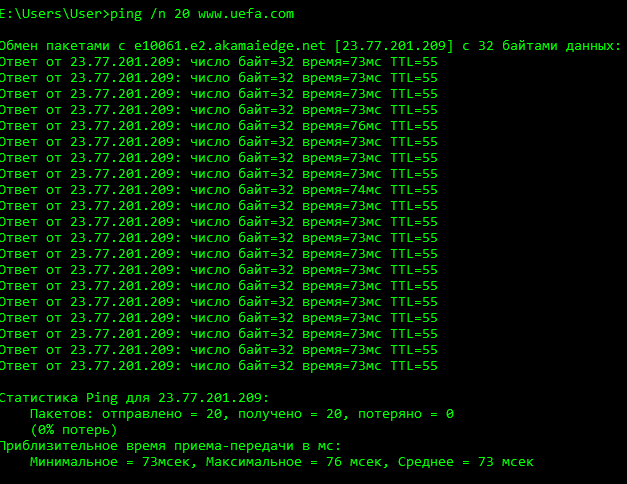 E:\Users\User>ping /n 20 www.uefa.com
Обмен пакетами с e10061.e2.akamaiedge.net [23.77.201.209] с 32 байтами данных:
Ответ от 23.77.201.209: число байт=32 время=73мс TTL=55
Ответ от 23.77.201.209: число байт=32 время=73мс TTL=55
Ответ от 23.77.201.209: число байт=32 время=73мс TTL=55
Ответ от 23.77.201.209: число байт=32 время=73мс TTL=55
Ответ от 23.77.201.209: число байт=32 время=76мс TTL=55
Ответ от 23.77.201.209: число байт=32 время=73мс TTL=55
Ответ от 23.77.201.209: число байт=32 время=73мс TTL=55
Ответ от 23.77.201.209: число байт=32 время=73мс TTL=55
Ответ от 23.77.201.209: число байт=32 время=74мс TTL=55
Ответ от 23.77.201.209: число байт=32 время=73мс TTL=55
Ответ от 23.77.201.209: число байт=32 время=73мс TTL=55
Ответ от 23.77.201.209: число байт=32 время=73мс TTL=55
Ответ от 23.77.201.209: число байт=32 время=73мс TTL=55
Ответ от 23.77.201.209: число байт=32 время=73мс TTL=55
Ответ от 23.77.201.209: число байт=32 время=73мс TTL=55
Ответ от 23.77.201.209: число байт=32 время=73мс TTL=55
Ответ от 23.77.201.209: число байт=32 время=73мс TTL=55
Ответ от 23.77.201.209: число байт=32 время=73мс TTL=55
Ответ от 23.77.201.209: число байт=32 время=73мс TTL=55
Ответ от 23.77.201.209: число байт=32 время=73мс TTL=55
Статистика Ping для 23.77.201.209:
Пакетов: отправлено = 20, получено = 20, потеряно = 0
(0% потерь)
Приблизительное время приема-передачи в мс:
Минимальное = 73мсек, Максимальное = 76 мсек, Среднее = 73 мсек